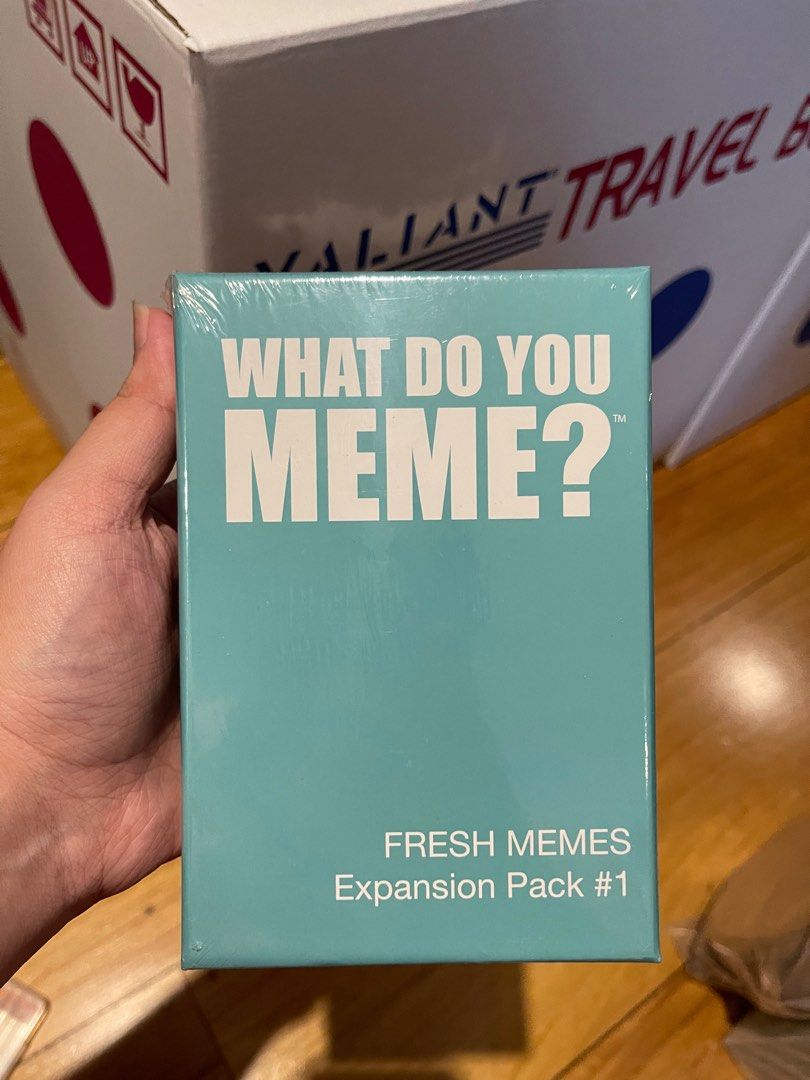 VALIANT TRAVEL
WHAT DO YOU
MEME?™
FRESH MEMES
Expansion Pack #1